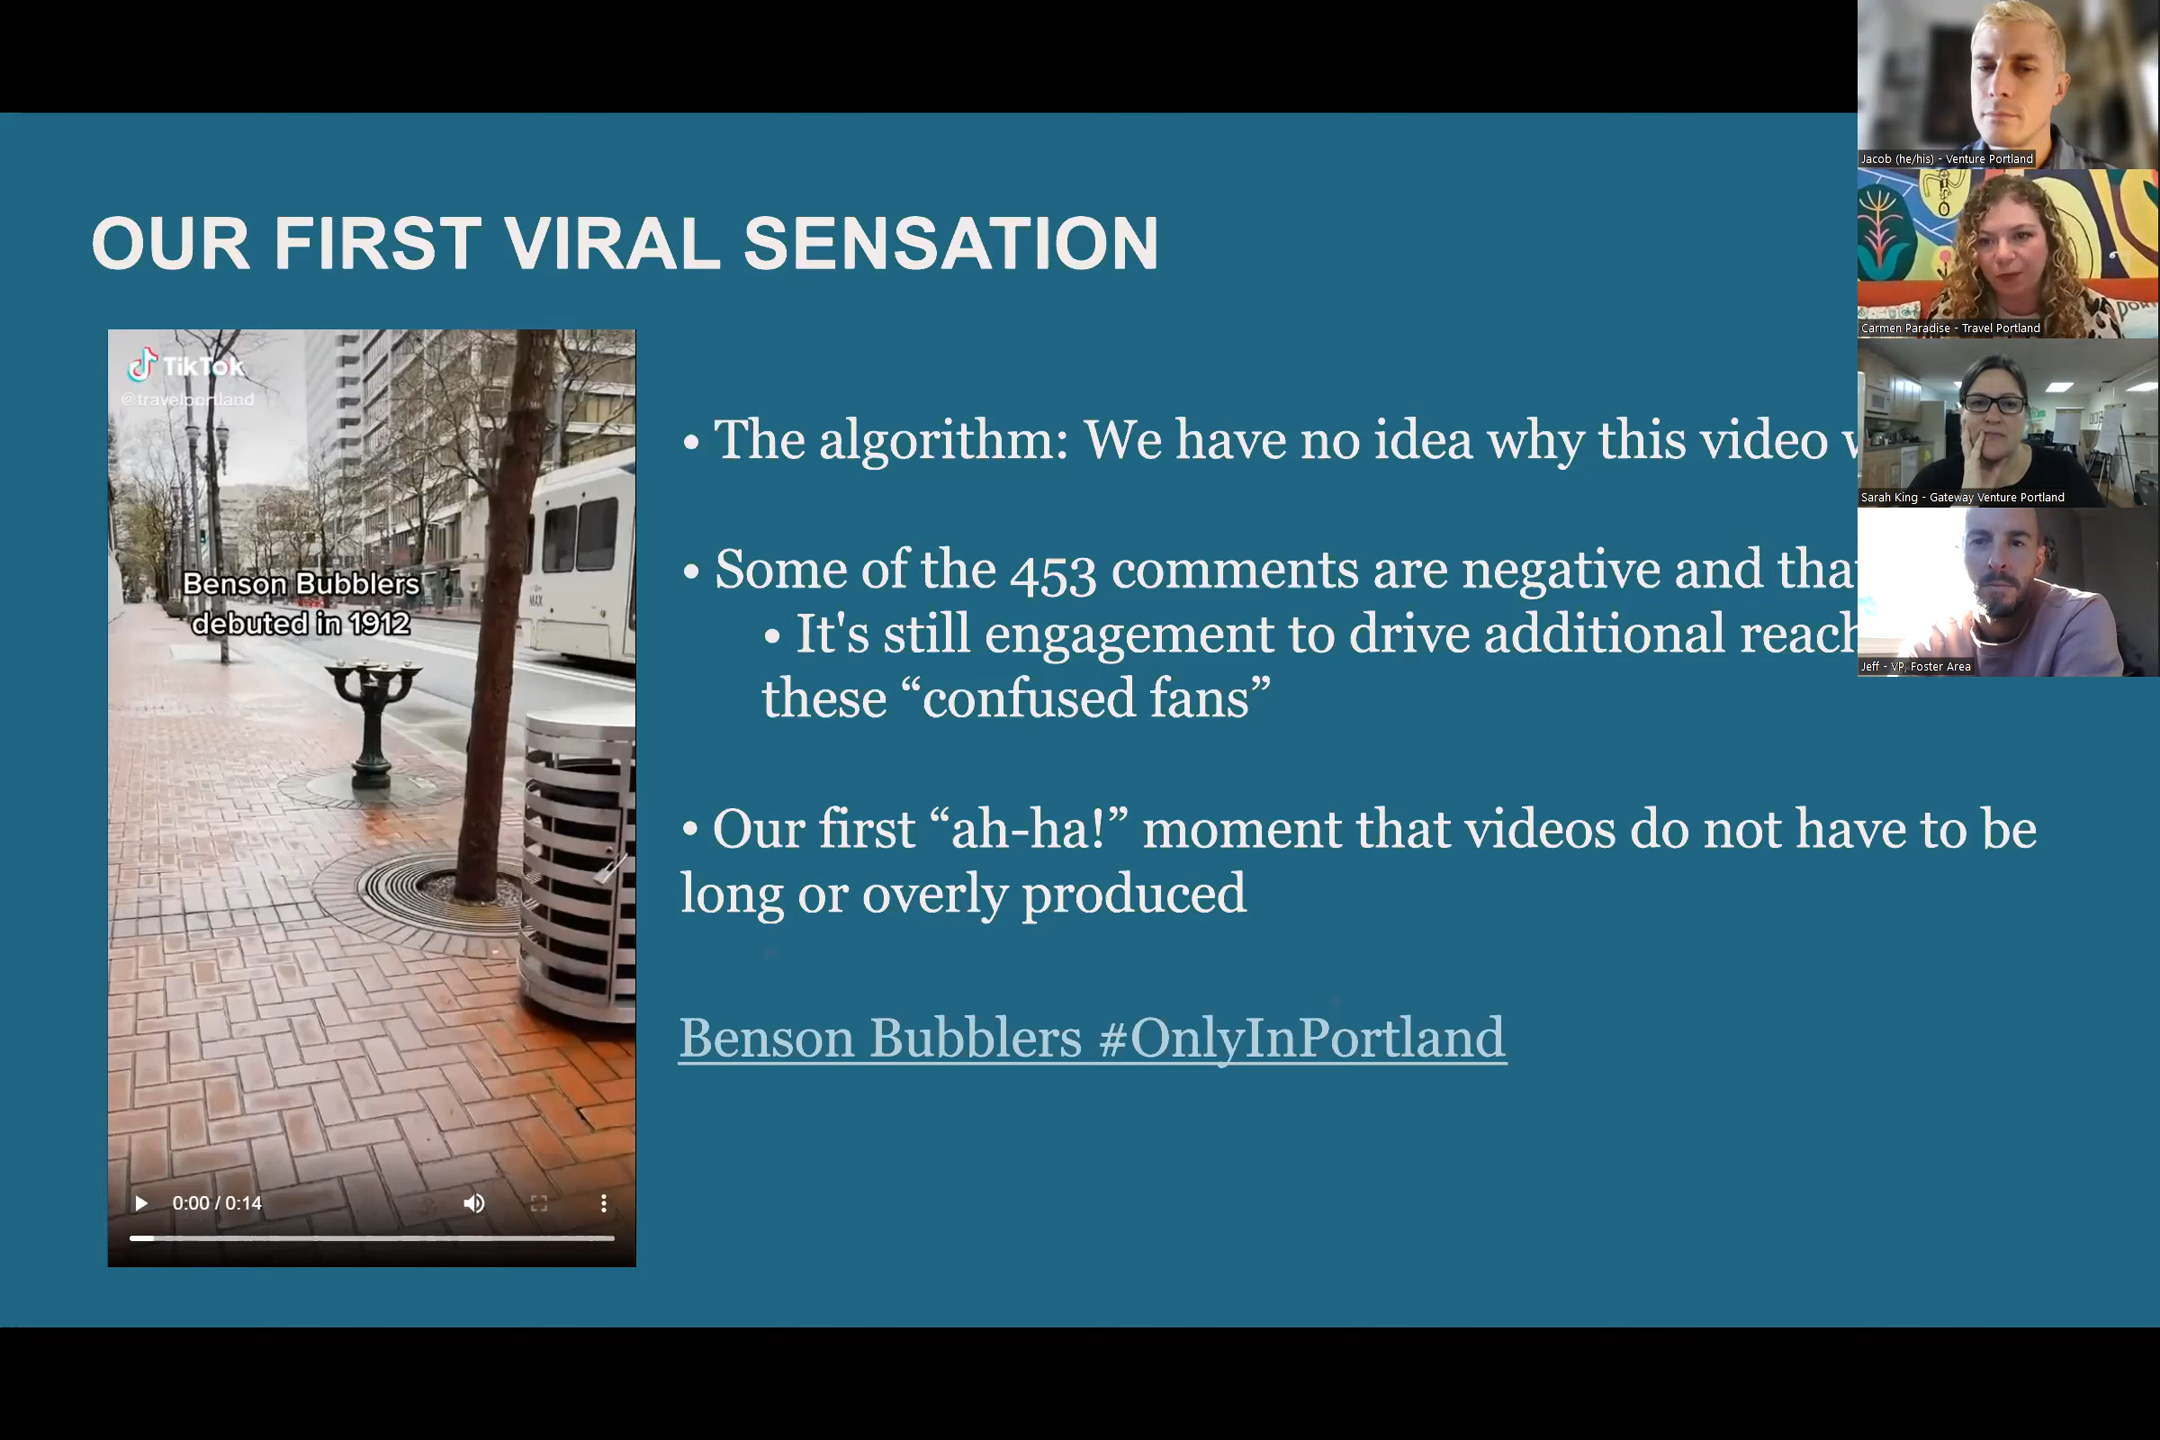 OUR FIRST VIRAL SENSATION
TikTok
@travelportland
Benson Bubblers
debuted in 1912
MAX
0:00 / 0:14
• The algorithm: We have no idea why this video
• Some of the 453 comments are negative and
• It's still engagement to drive additional reach
these “confused fans”
• Our first “ah-ha!” moment that videos do not have to be
long or overly produced
Benson Bubblers #OnlyInPortland
Jacob (he/his) - Venture Portland
Carmen Paradise - Travel Portland
Sarah King - Gateway Venture Portland
Jeff - VP, Foster Area